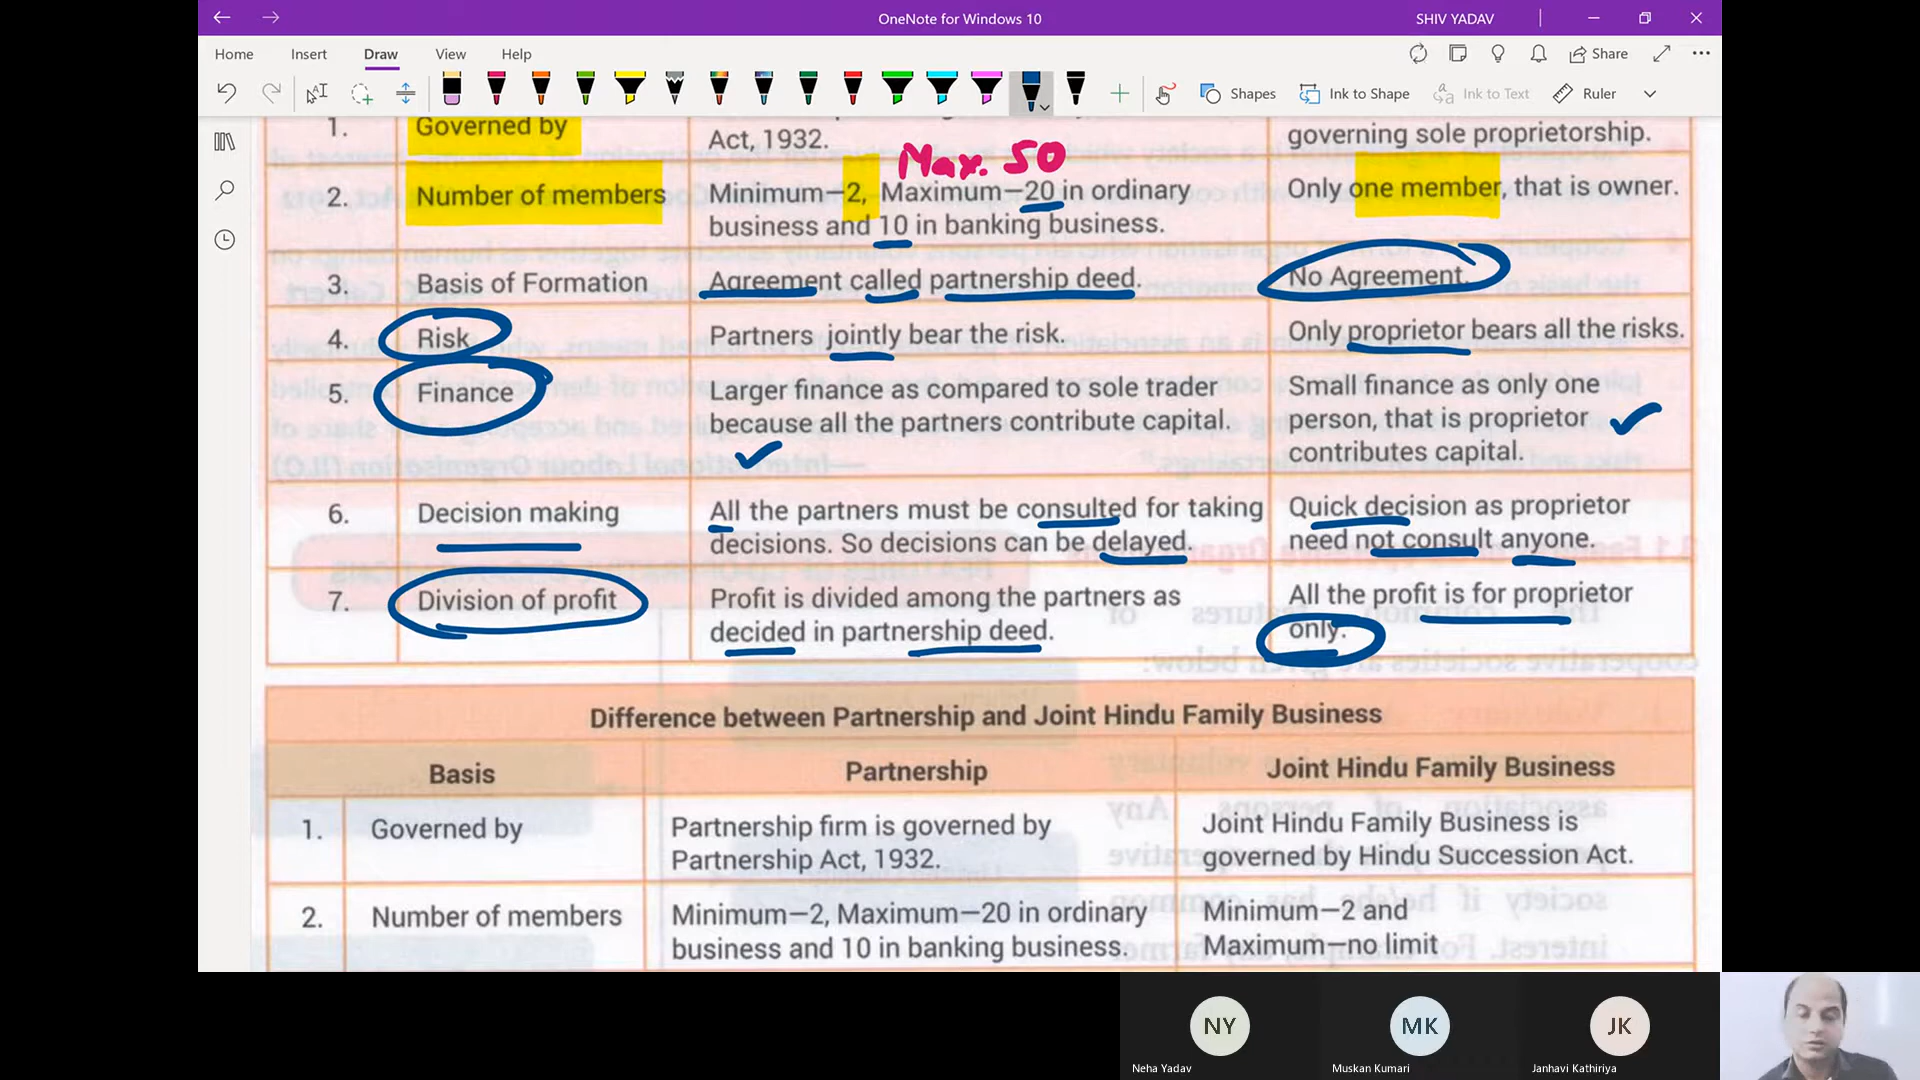 OneNote for Windows 10
SHIV YADAV
Home Insert Draw View Help
Share
Shapes Ink to Shape Ink to Text Ruler
1. Governed by
Act, 1932.
governing sole proprietorship.
Max. 50
2. Number of members
Minimum—2, Maximum—20 in ordinary
business and 10 in banking business.
Only one member, that is owner.
3. Basis of Formation
Agreement called partnership deed.
No Agreement.
4. Risk
Partners jointly bear the risk.
Only proprietor bears all the risks.
5. Finance
Larger finance as compared to sole trader
because all the partners contribute capital.
Small finance as only one
person, that is proprietor
contributes capital.
6. Decision making
All the partners must be consulted for taking
decisions. So decisions can be delayed.
Quick decision as proprietor
need not consult anyone.
7. Division of profit
Profit is divided among the partners as
decided in partnership deed.
All the profit is for proprietor
only.
Difference between Partnership and Joint Hindu Family Business
Basis
Partnership
Joint Hindu Family Business
1. Governed by
Partnership firm is governed by
Partnership Act, 1932.
Joint Hindu Family Business is
governed by Hindu Succession Act.
2. Number of members
Minimum—2, Maximum—20 in ordinary
business and 10 in banking business.
Minimum—2 and
Maximum—no limit
NY
MK
JK
Neha Yadav
Muskan Kumari
Janhavi Kathiriya